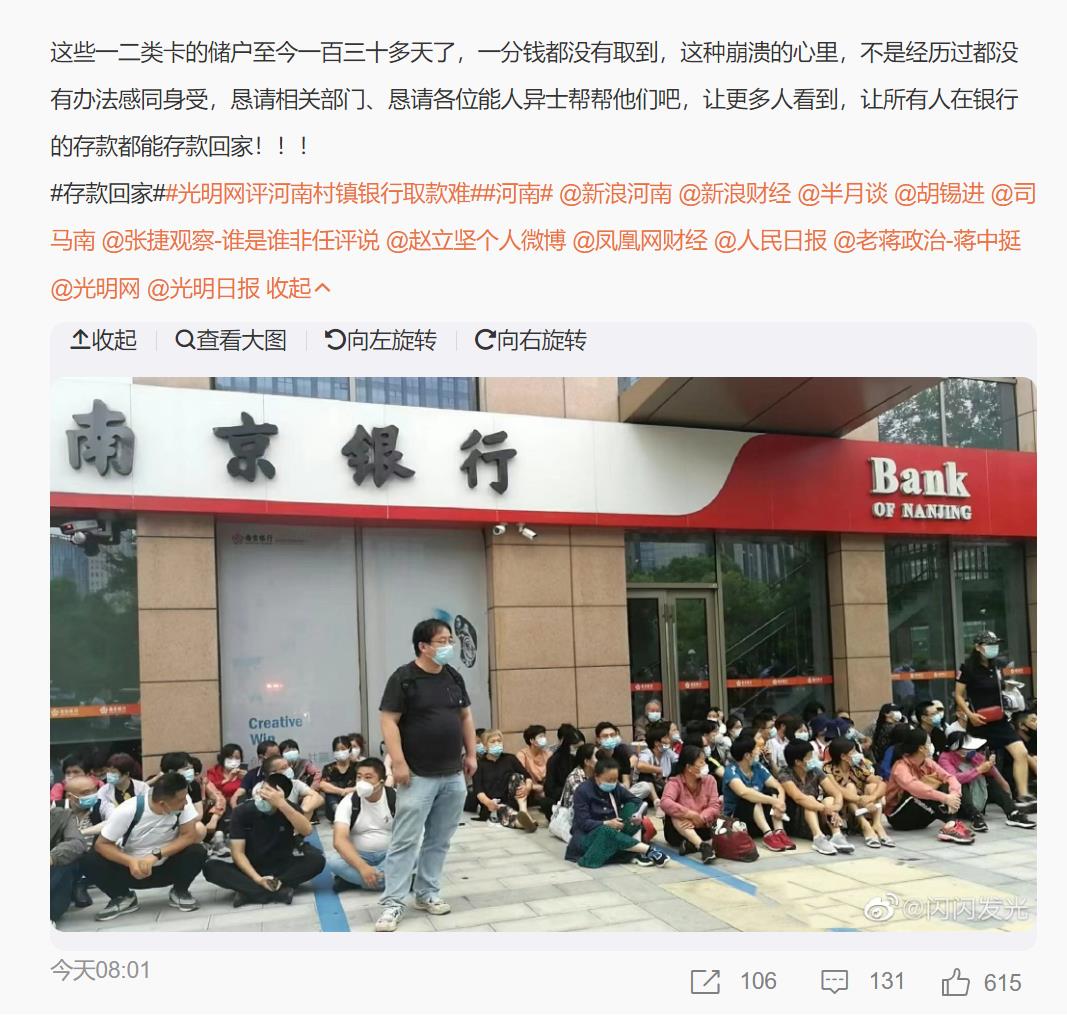 这些一二类卡的储户至今一百三十多天了，一分钱都没有取到，这种崩溃的心里，不是经历过都没
有办法感同身受，恳请相关部门、恳请各位能人异士帮帮他们吧，让更多人看到，让所有人在银行
的存款都能存款回家！！！
#存款回家##光明网评河南村镇银行取款难##河南# @新浪河南 @新浪财经 @半月谈 @胡锡进 @司
马南 @张捷观察-谁是谁非任评说 @赵立坚个人微博 @凤凰网财经 @人民日报 @老蒋政治-蒋中挺
@光明网 @光明日报 收起
收起 查看大图 向左旋转 向右旋转
南京银行
Bank
OF NANJING
Creative
Win
@闪闪发光
今天08:01
106 131 615